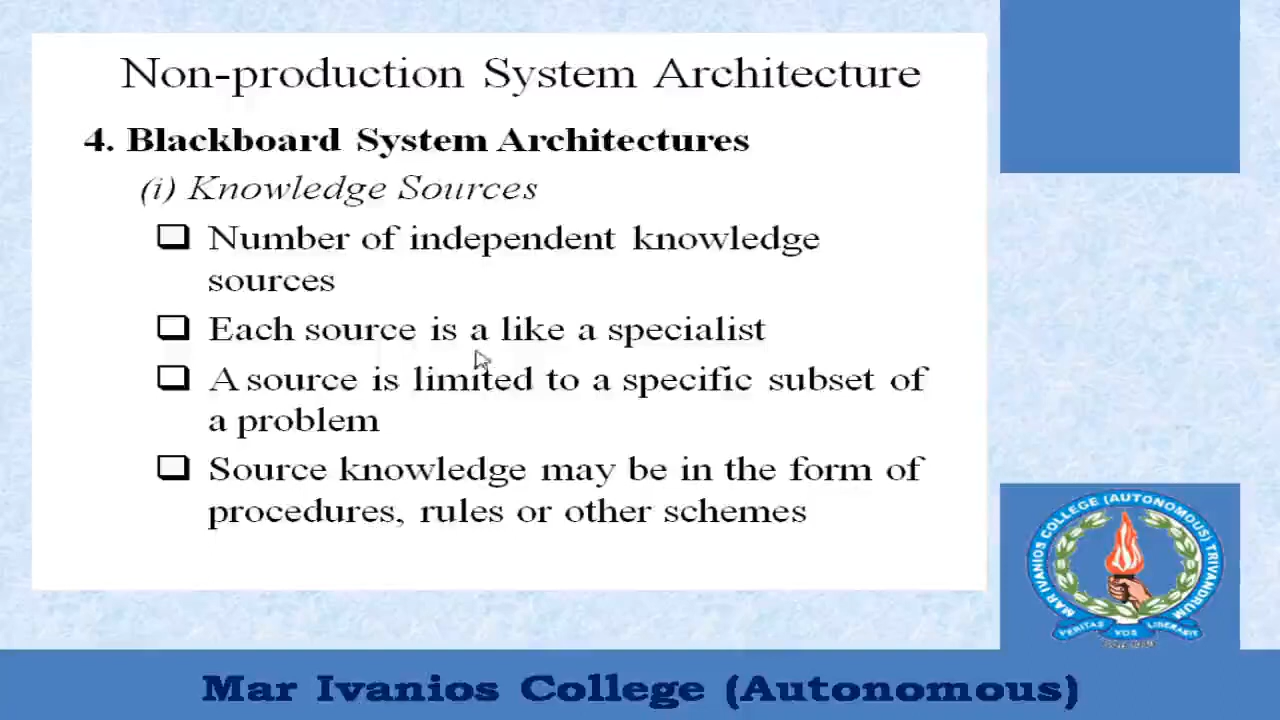 Non-production System Architecture
4. Blackboard System Architectures
(i) Knowledge Sources
Number of independent knowledge
sources
Each source is a like a specialist
A source is limited to a specific subset of
a problem
Source knowledge may be in the form of
procedures, rules or other schemes
MAR IVANIOS COLLEGE (AUTONOMOUS) TRIVANDRUM
VERITAS VOS LIBERABIT
Mar Ivanios College (Autonomous)